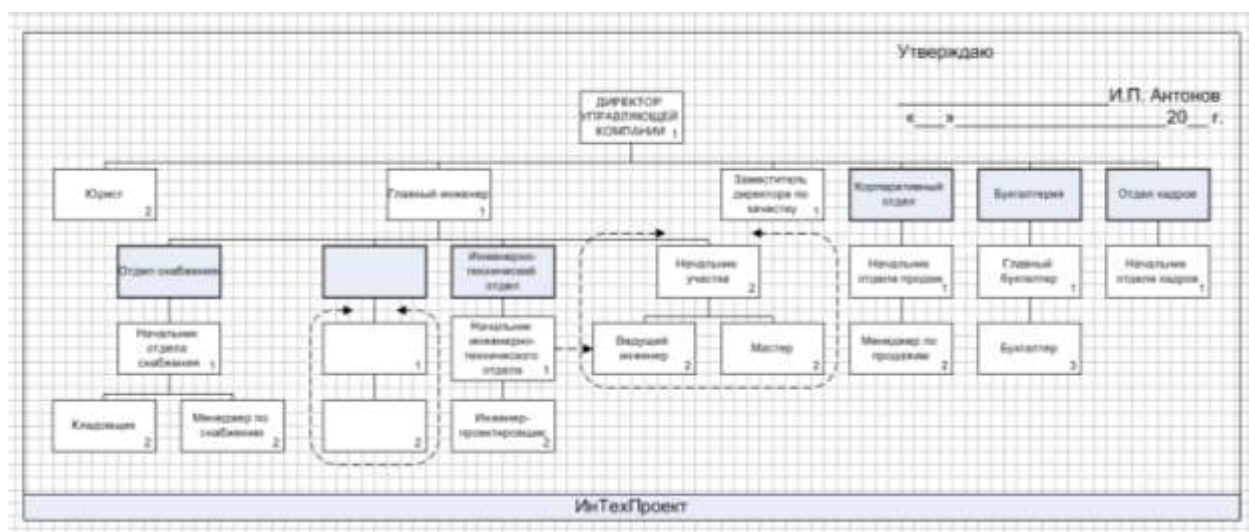 Утверждаю
И.П. Антонов
«___»____________________20__ г.
ДИРЕКТОР
УПРАВЛЯЮЩЕЙ
КОМПАНИИ 1
Юрист
2
Главный инженер
1
Заместитель
директора по
качеству 1
Корпоративный
отдел
Бухгалтерия
Отдел кадров
Отдел снабжения
Инженерно-
технический
отдел
Начальник
участка
2
Начальник
отдела продаж
1
Главный
бухгалтер
1
Начальник
отдела кадров
1
Начальник
отдела
снабжения 1
1
Начальник
инженерно-
технического
отдела 1
Ведущий
инженер
2
Мастер
2
Менеджер по
продажам
2
Бухгалтер
3
Кладовщик
2
Менеджер по
снабжению
2
2
Инженер-
проектировщик
2
ИнТехПроект